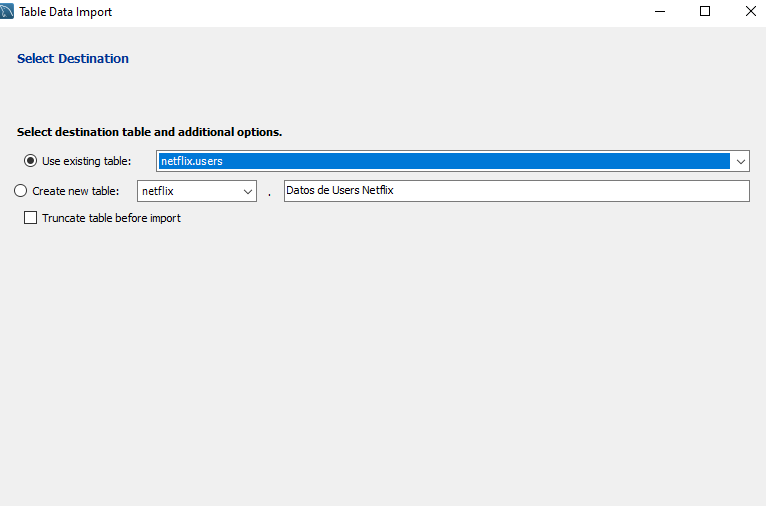 Table Data Import
Select Destination
Select destination table and additional options.
Use existing table: netflix.users
Create new table: netflix . Datos de Users Netflix
Truncate table before import